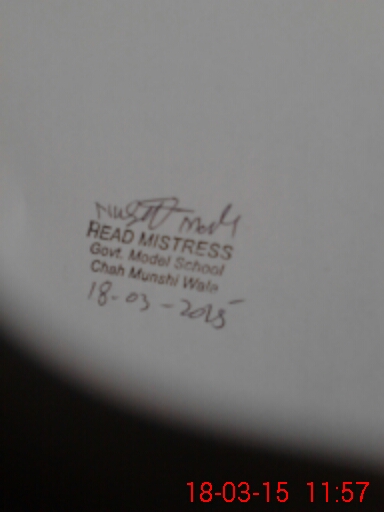 HEAD MISTRESS
Govt. Model School
Chah Munshi Wala
18-03-2015
18-03-15 11:57